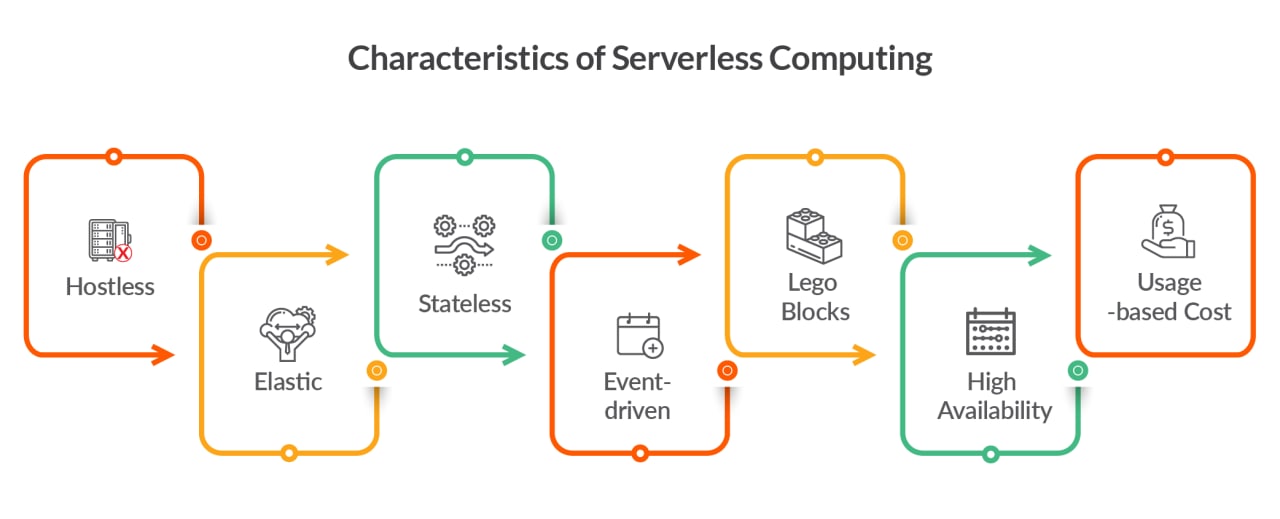 Characteristics of Serverless Computing
X
Hostless
Elastic
Stateless
Event-
driven
Lego
Blocks
High
Availability
$
Usage
-based Cost